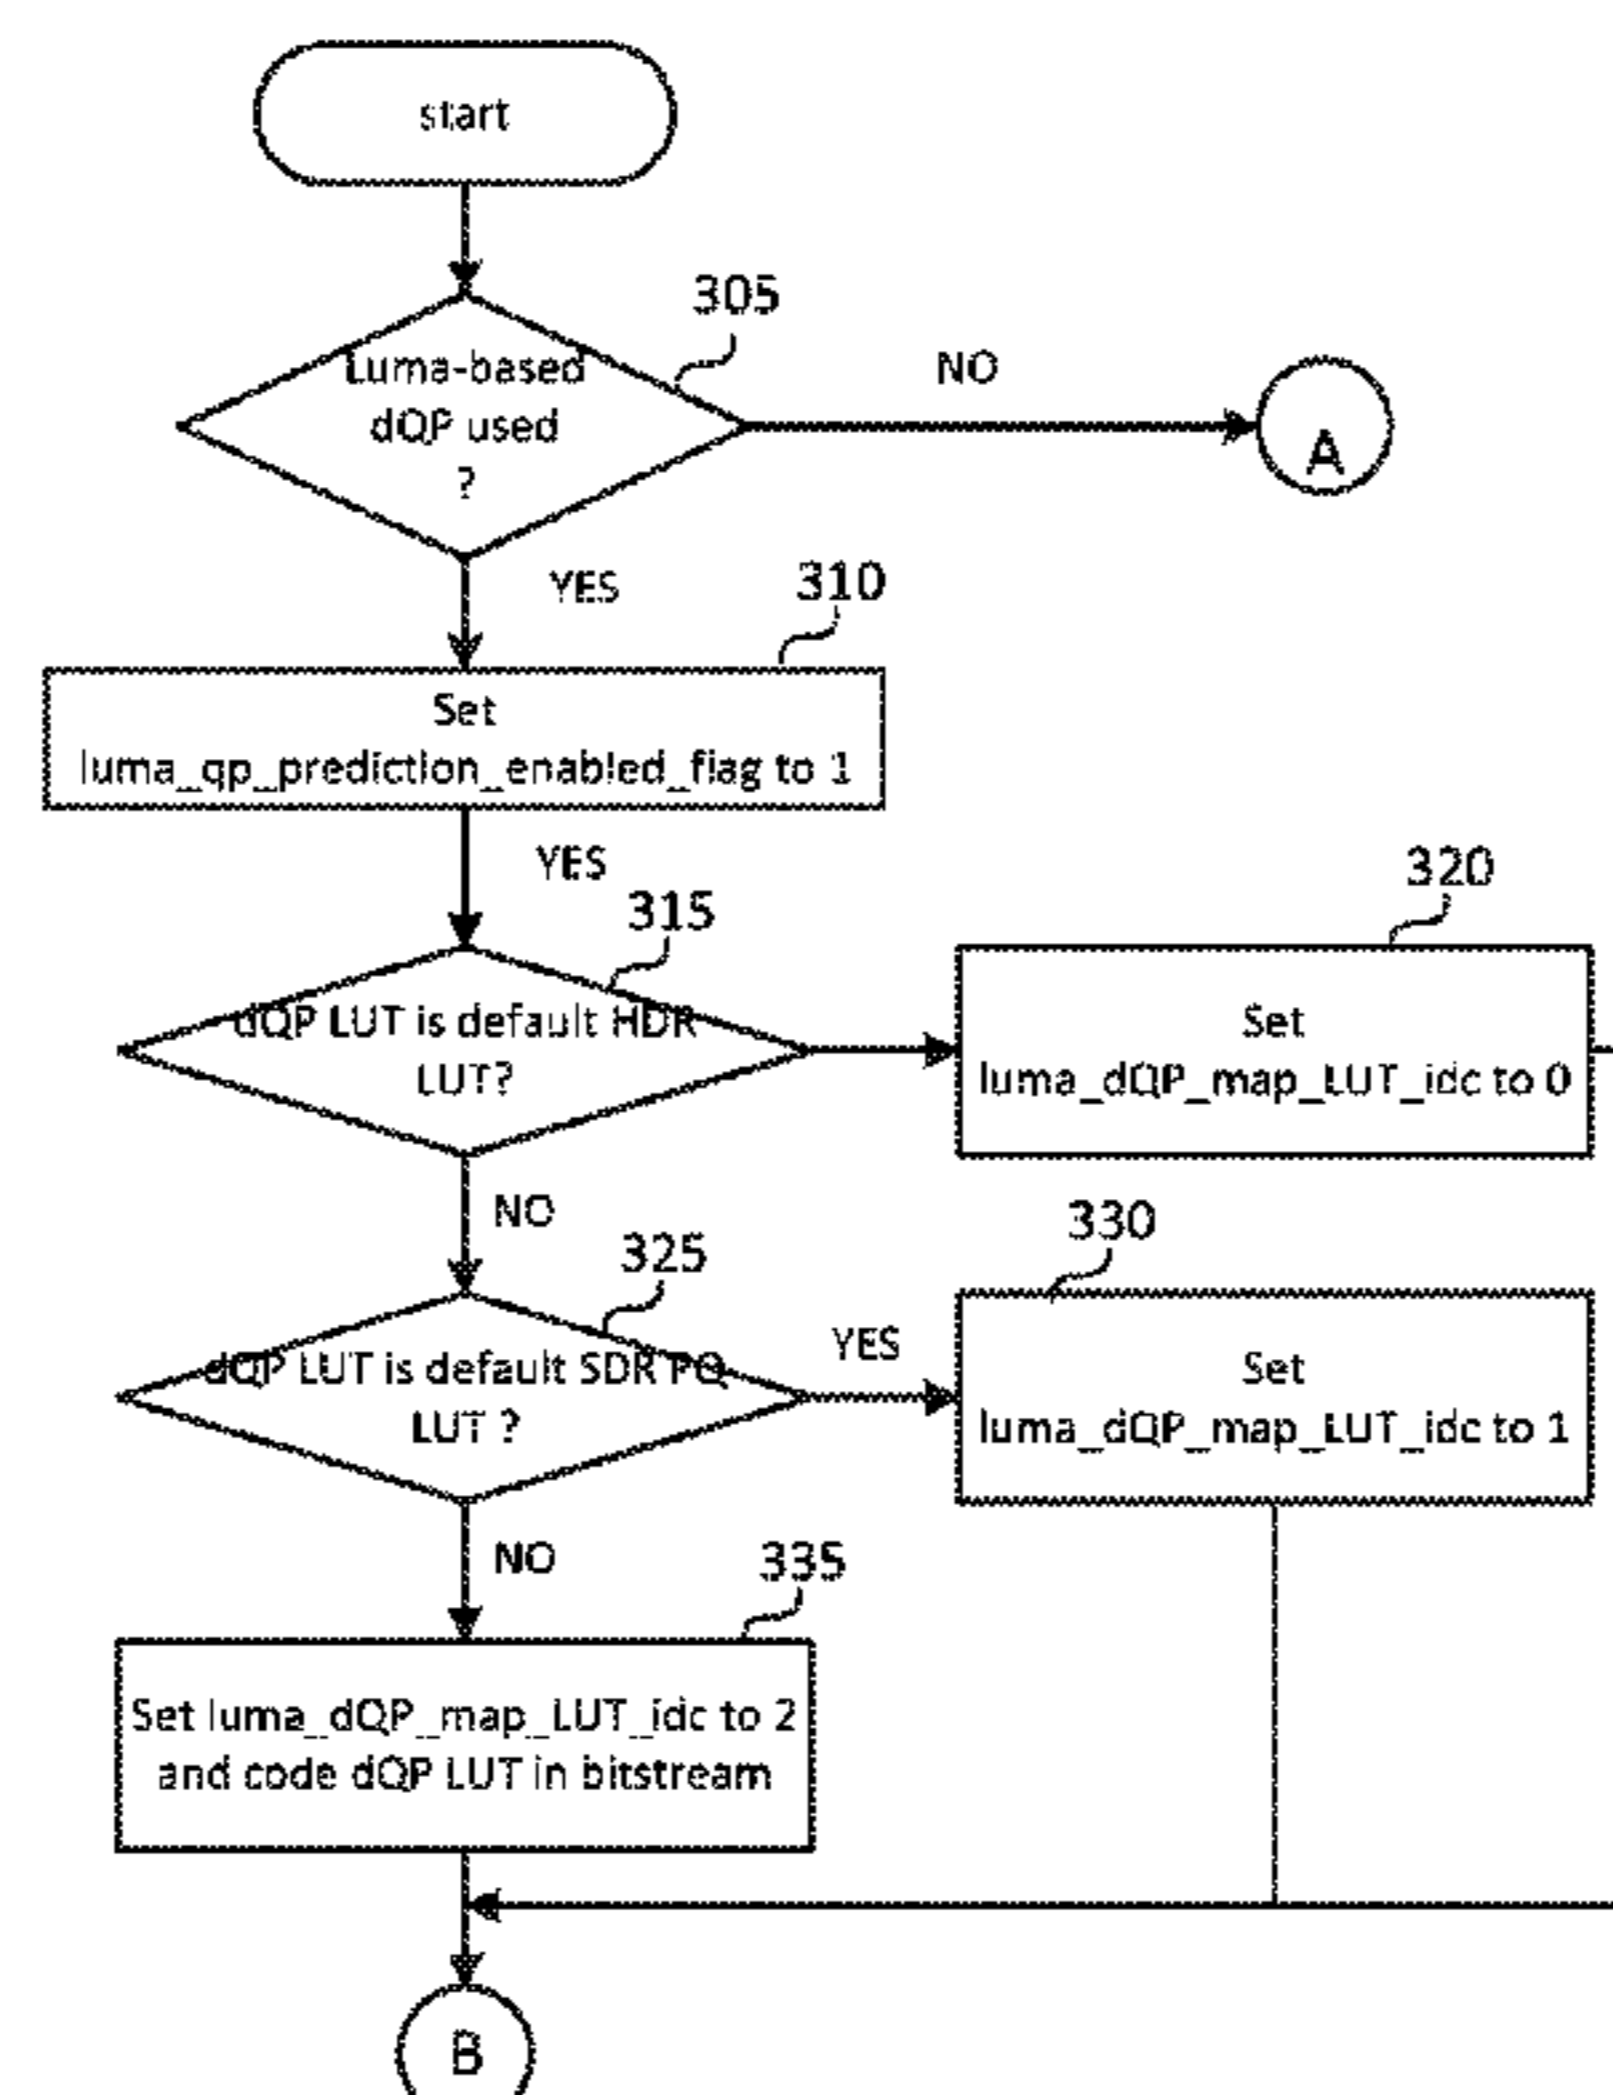 start
305
Luma-based
dQP used
?
NO
A
YES
310
Set
luma_qp_prediction_enabled_flag to 1
YES
315
320
dQP LUT is default HDR
LUT?
Set
luma_dQP_map_LUT_idc to 0
NO
325
330
dQP LUT is default SDR PQ
LUT ?
YES
Set
luma_dQP_map_LUT_idc to 1
NO
335
Set luma_dQP_map_LUT_idc to 2
and code dQP LUT in bitstream
B